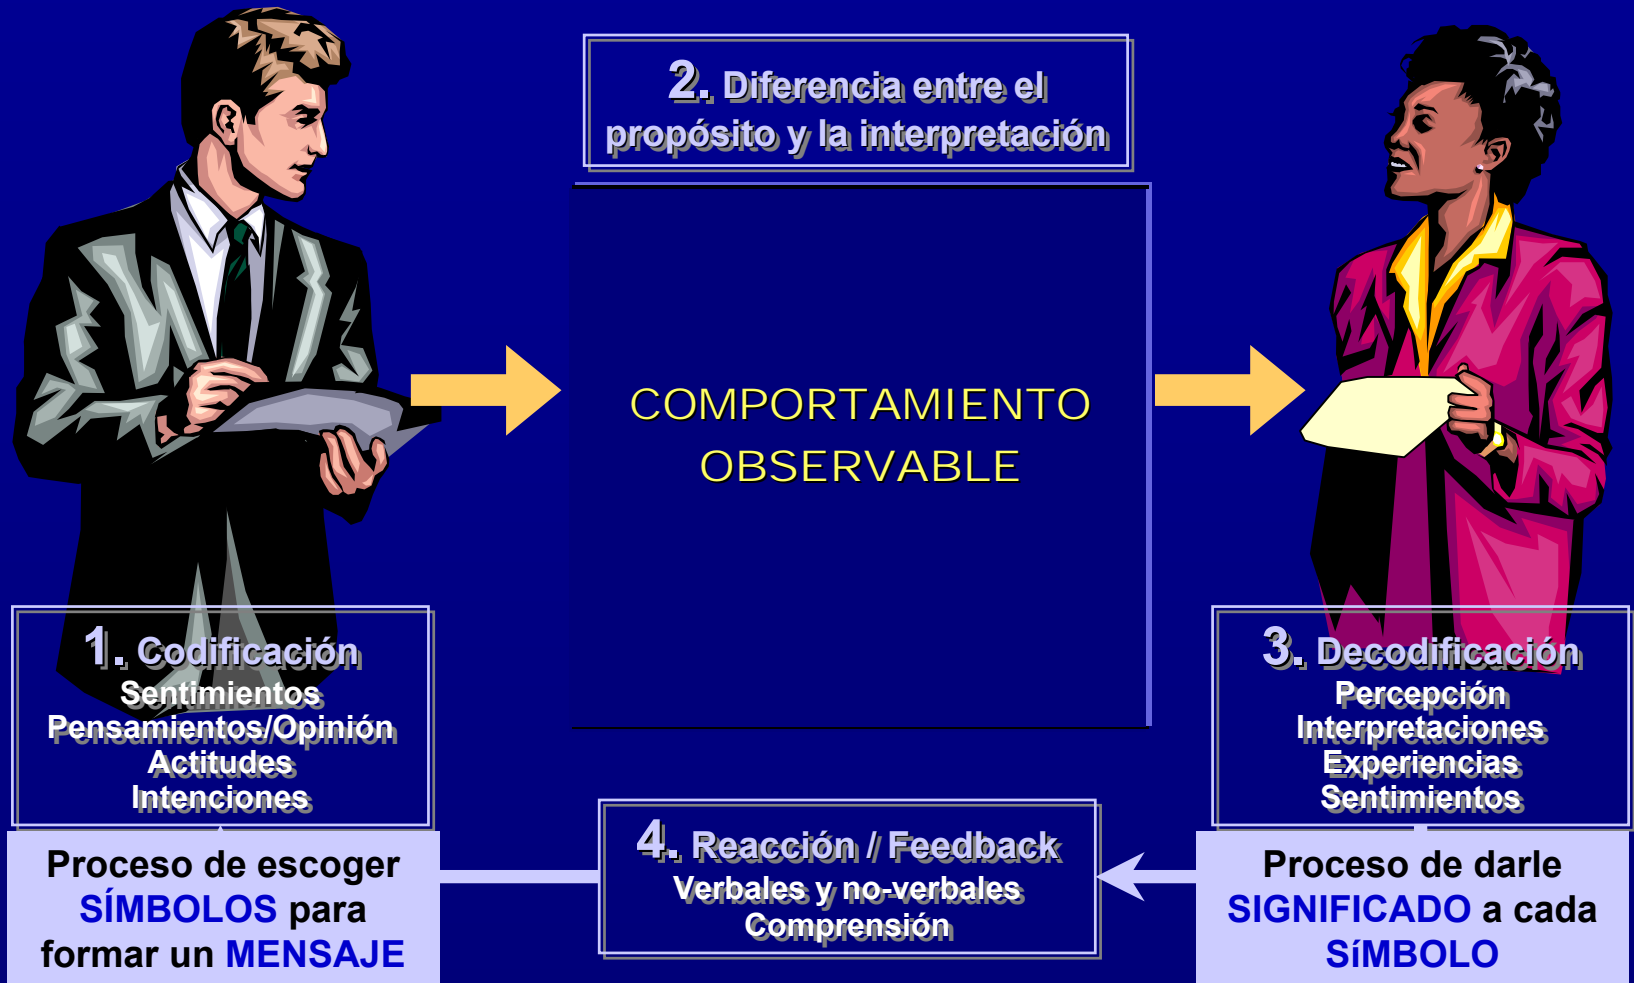 2. Diferencia entre el
propósito y la interpretación
COMPORTAMIENTO
OBSERVABLE
1. Codificación
Sentimientos
Pensamientos/Opinión
Actitudes
Intenciones
Proceso de escoger
SÍMBOLOS para
formar un MENSAJE
3. Decodificación
Percepción
Interpretaciones
Experiencias
Sentimientos
Proceso de darle
SIGNIFICADO a cada
SíMBOLO
4. Reacción / Feedback
Verbales y no-verbales
Comprensión